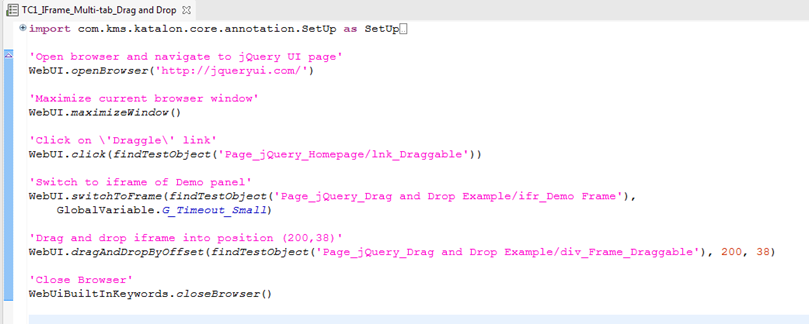 TC1_IFrame_Multi-tab_Drag and Drop
import com.kms.katalon.core.annotation.SetUp as SetUp
'Open browser and navigate to jQuery UI page'
WebUI.openBrowser('http://jqueryui.com/')
'Maximize current browser window'
WebUI.maximizeWindow()
'Click on \'Draggle\' link'
WebUI.click(findTestObject('Page_jQuery_Homepage/lnk_Draggable'))
'Switch to iframe of Demo panel'
WebUI.switchToFrame(findTestObject('Page_jQuery_Drag and Drop Example/ifr_Demo Frame'),
GlobalVariable.G_Timeout_Small)
'Drag and drop iframe into position (200,38)'
WebUI.dragAndDropByOffset(findTestObject('Page_jQuery_Drag and Drop Example/div_Frame_Draggable'), 200, 38)
'Close Browser'
WebUiBuiltInKeywords.closeBrowser()